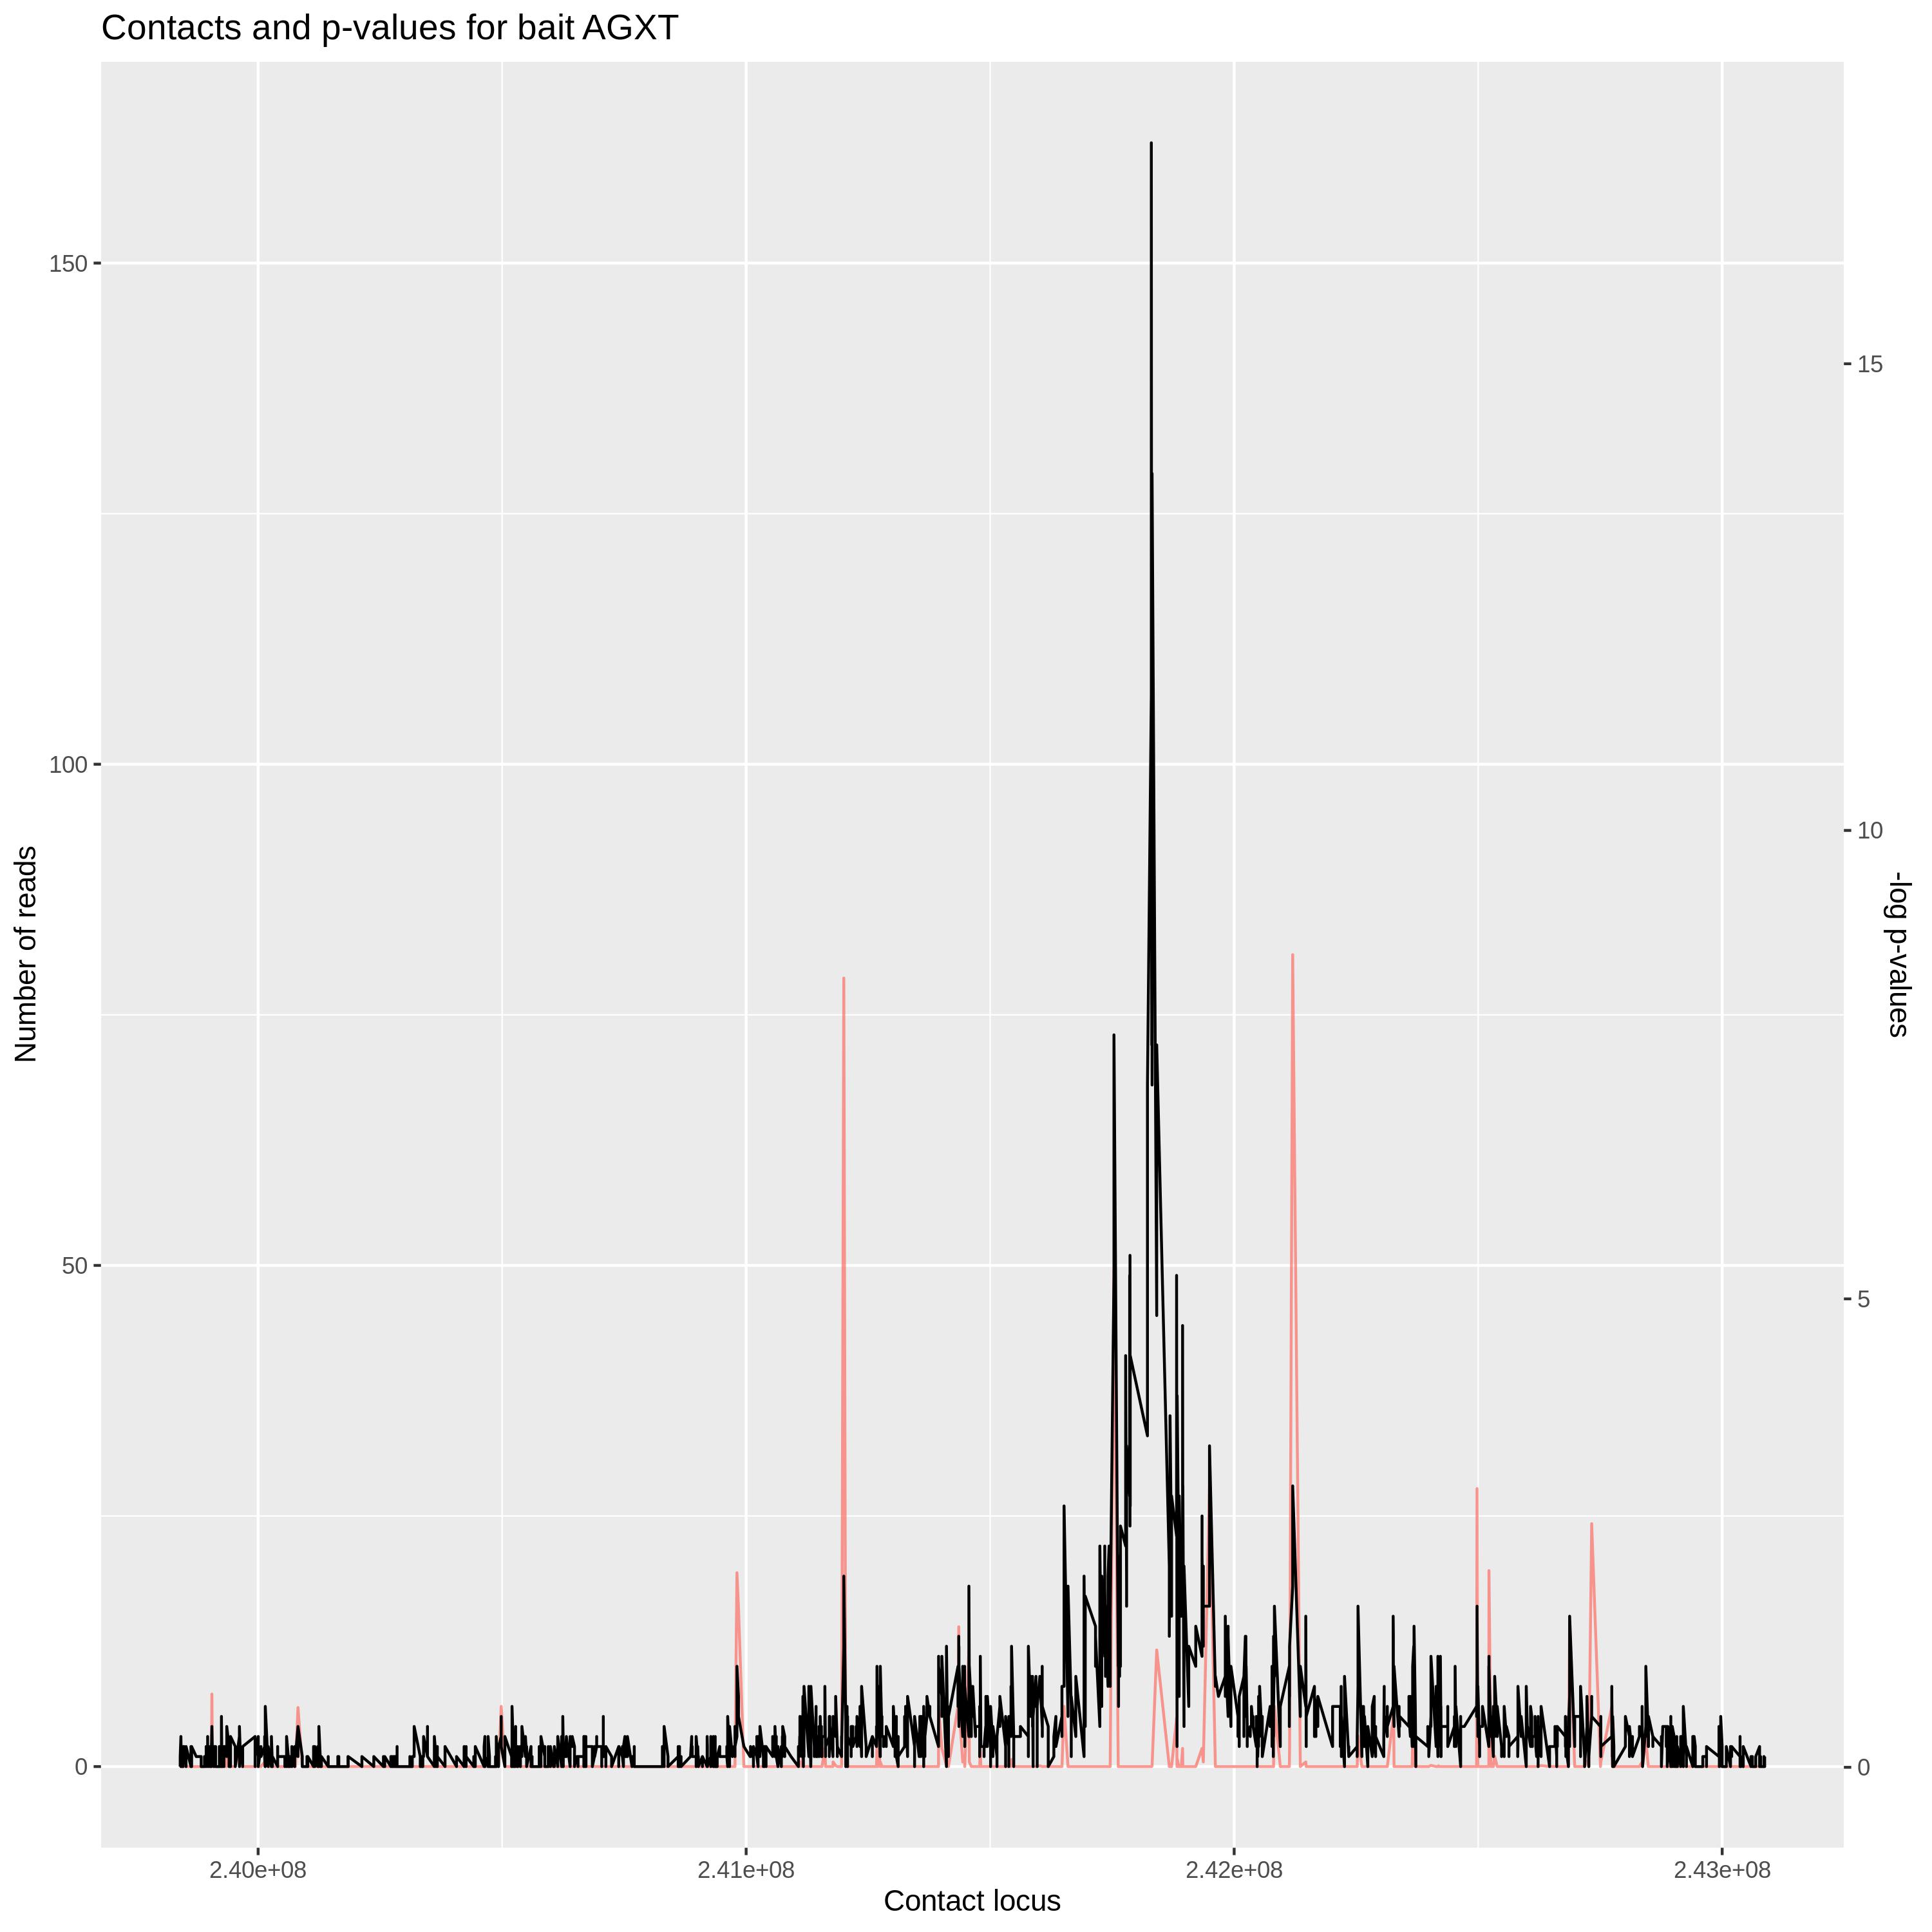 Contacts and p-values for bait AGXT
150
100
50
0
Number of reads
15
10
5
0
-log p-values
2.40e+08 2.41e+08 2.42e+08 2.43e+08
Contact locus